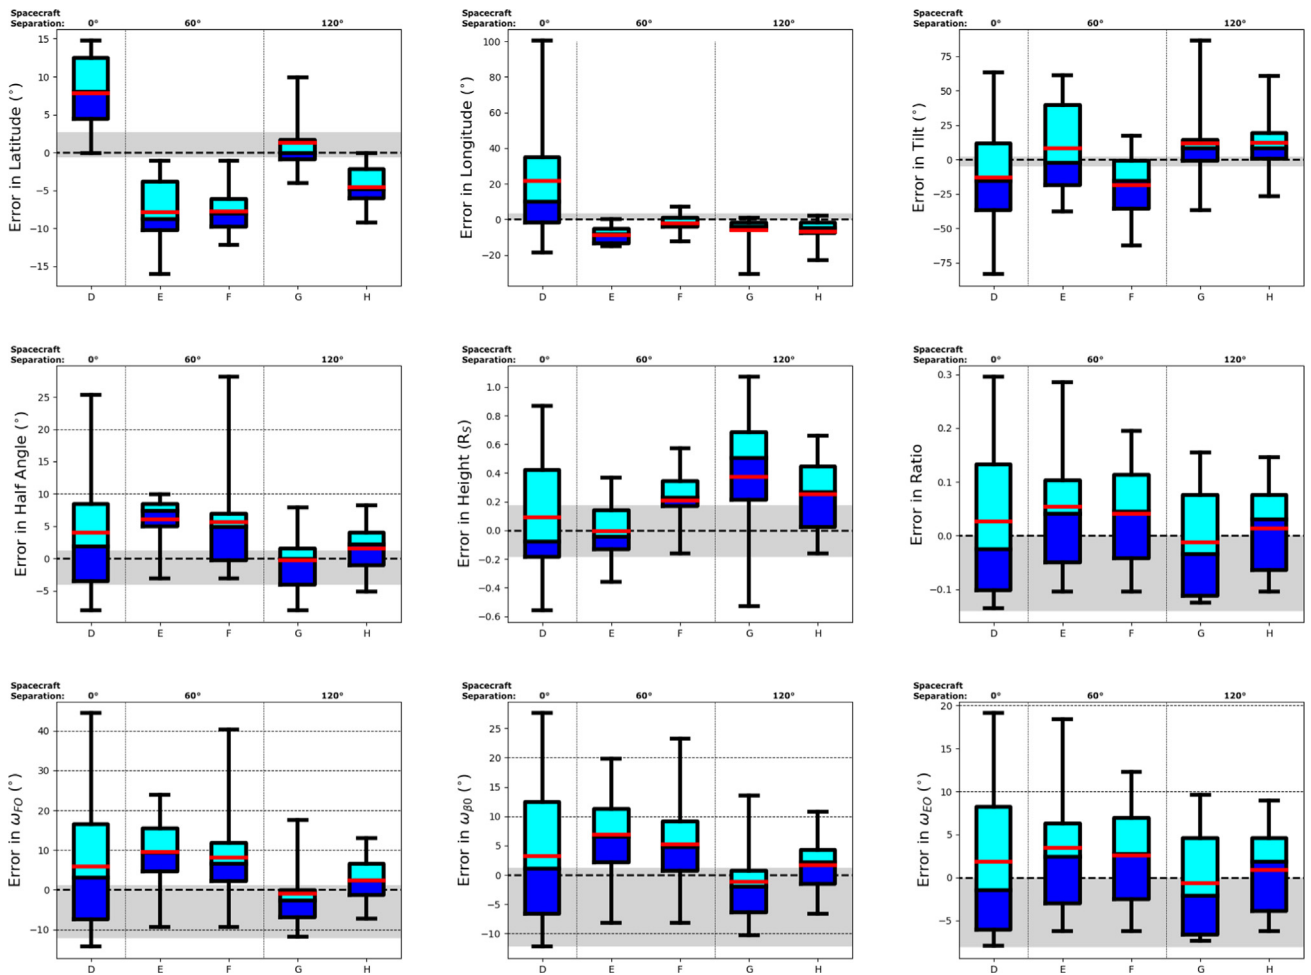 Spacecraft
Separation: 0° 60° 120°
Error in Latitude (°)
15
10
5
0
−5
−10
−15
D E F G H
Spacecraft
Separation: 0° 60° 120°
Error in Longitude (°)
100
80
60
40
20
0
−20
D E F G H
Spacecraft
Separation: 0° 60° 120°
Error in Tilt (°)
75
50
25
0
−25
−50
−75
D E F G H
Spacecraft
Separation: 0° 60° 120°
Error in Half Angle (°)
25
20
15
10
5
0
−5
D E F G H
Spacecraft
Separation: 0° 60° 120°
Error in Height (R_S)
1.0
0.8
0.6
0.4
0.2
0.0
−0.2
−0.4
−0.6
D E F G H
Spacecraft
Separation: 0° 60° 120°
Error in Ratio
0.3
0.2
0.1
0.0
−0.1
D E F G H
Spacecraft
Separation: 0° 60° 120°
Error in ω_FO (°)
40
30
20
10
0
−10
D E F G H
Spacecraft
Separation: 0° 60° 120°
Error in ω_β0 (°)
25
20
15
10
5
0
−5
−10
D E F G H
Spacecraft
Separation: 0° 60° 120°
Error in ω_EO (°)
20
15
10
5
0
−5
D E F G H